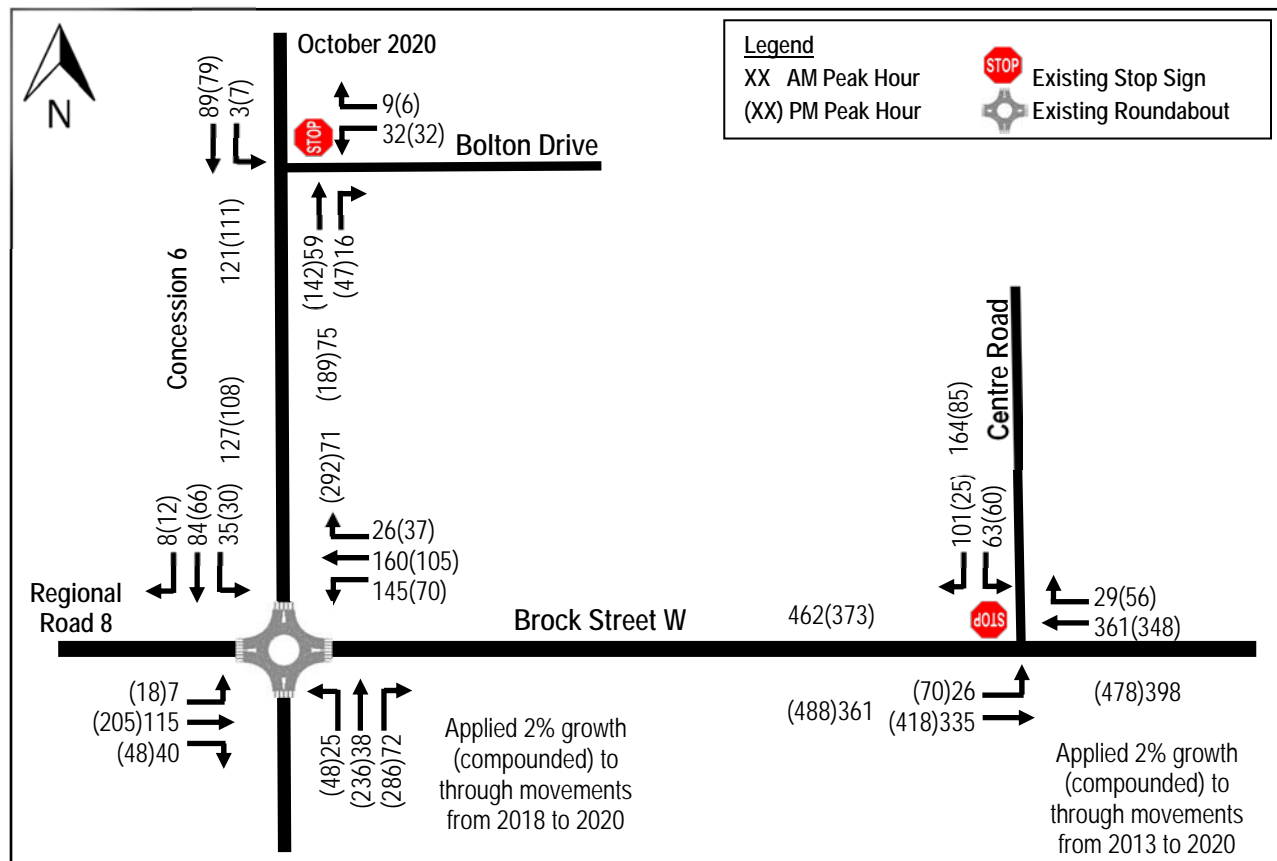 October 2020
Legend
XX AM Peak Hour
(XX) PM Peak Hour
STOP
Existing Stop Sign
Existing Roundabout
N
89(79)
3(7)
STOP
9(6)
32(32)
Bolton Drive
Concession 6
121(111)
(142)59
(47)16
(189)75
127(108)
(292)71
8(12)
84(66)
35(30)
26(37)
160(105)
145(70)
Regional
Road 8
Brock Street W
(18)7
(205)115
(48)40
(48)25
(236)38
(286)72
Applied 2% growth
(compounded) to
through movements
from 2018 to 2020
Centre Road
164(85)
101(25)
63(60)
STOP
29(56)
361(348)
462(373)
(488)361
(70)26
(418)335
(478)398
Applied 2% growth
(compounded) to
through movements
from 2013 to 2020